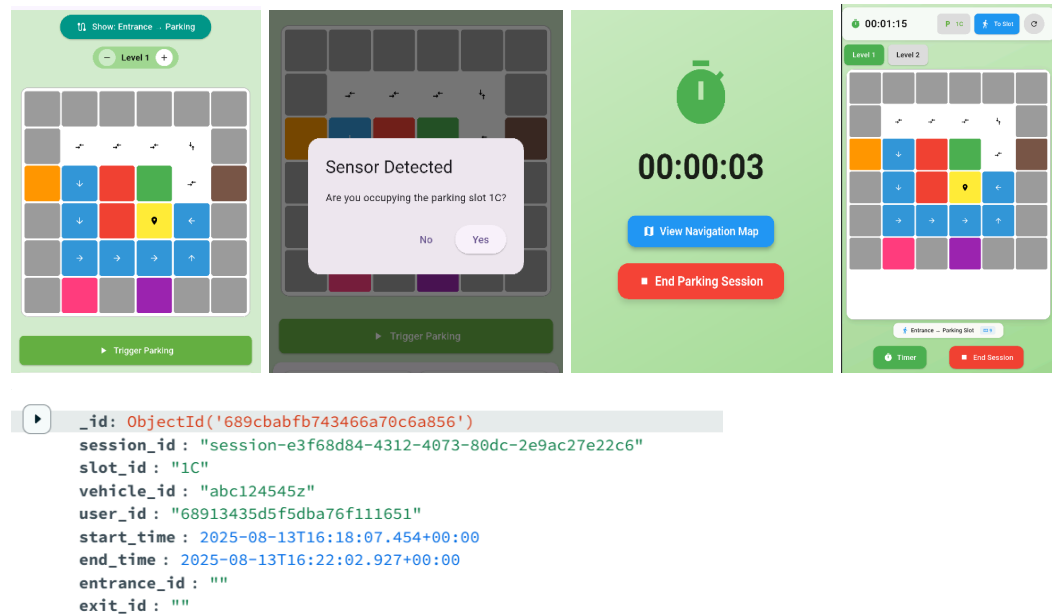 Show: Entrance → Parking
− Level 1 +
Trigger Parking
Sensor Detected
Are you occupying the parking slot 1C?
No Yes
Trigger Parking
00:00:03
View Navigation Map
End Parking Session
00:01:15 P 1C To Slot
Level 1 Level 2
Entrance → Parking Slot
Timer End Session
_id: ObjectId('689cbabfb743466a70c6a856')
session_id : "session-e3f68d84-4312-4073-80dc-2e9ac27e22c6"
slot_id : "1C"
vehicle_id : "abc124545z"
user_id : "68913435d5f5dba76f111651"
start_time : 2025-08-13T16:18:07.454+00:00
end_time : 2025-08-13T16:22:02.927+00:00
entrance_id : ""
exit_id : ""